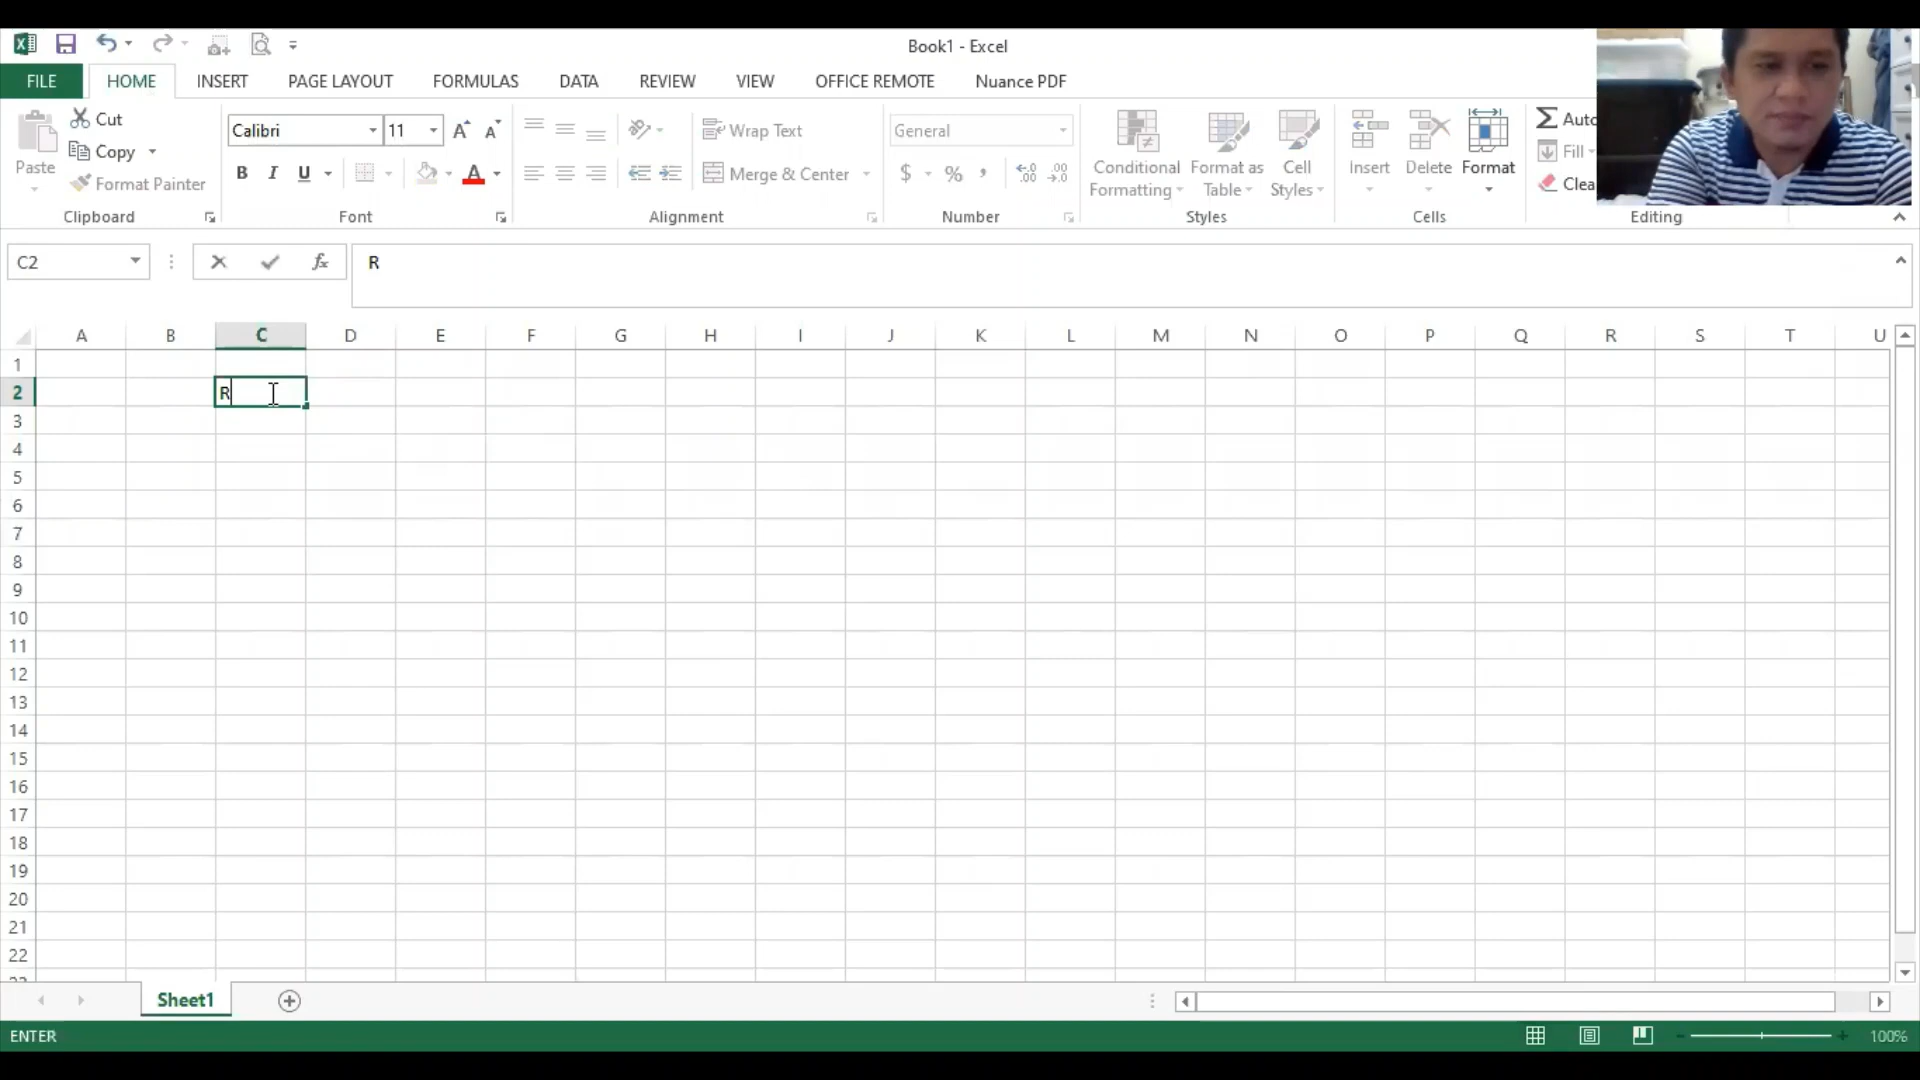 Book1 - Excel
FILE HOME INSERT PAGE LAYOUT FORMULAS DATA REVIEW VIEW OFFICE REMOTE Nuance PDF
Paste Cut Copy Format Painter Clipboard
Calibri 11 B I U A Font
Wrap Text Merge & Center Alignment
General $ % , Number
Conditional Formatting Format as Table Cell Styles Styles
Insert Delete Format Cells
Σ Auto Fill Clea Editing
C2 fx R
A B C D E F G H I J K L M N O P Q R S T U
1
2 R
3
4
5
6
7
8
9
10
11
12
13
14
15
16
17
18
19
20
21
22
Sheet1
ENTER 100%